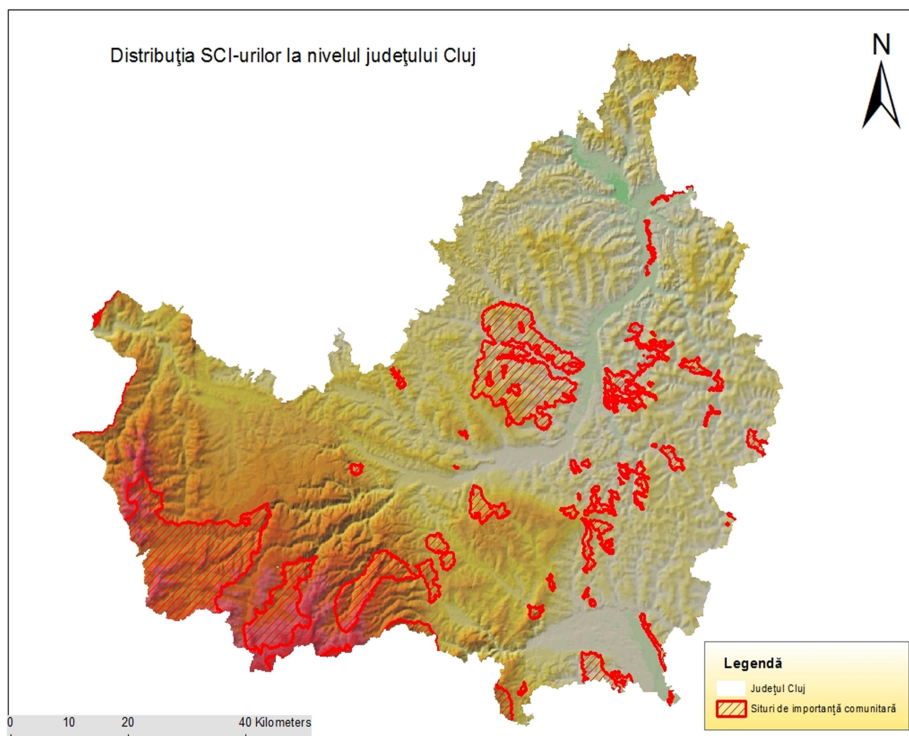 Distribuţia SCI-urilor la nivelul judeţului Cluj
N
Legendă
Judeţul Cluj
Situri de importanţă comunitară
0 10 20 40 Kilometers